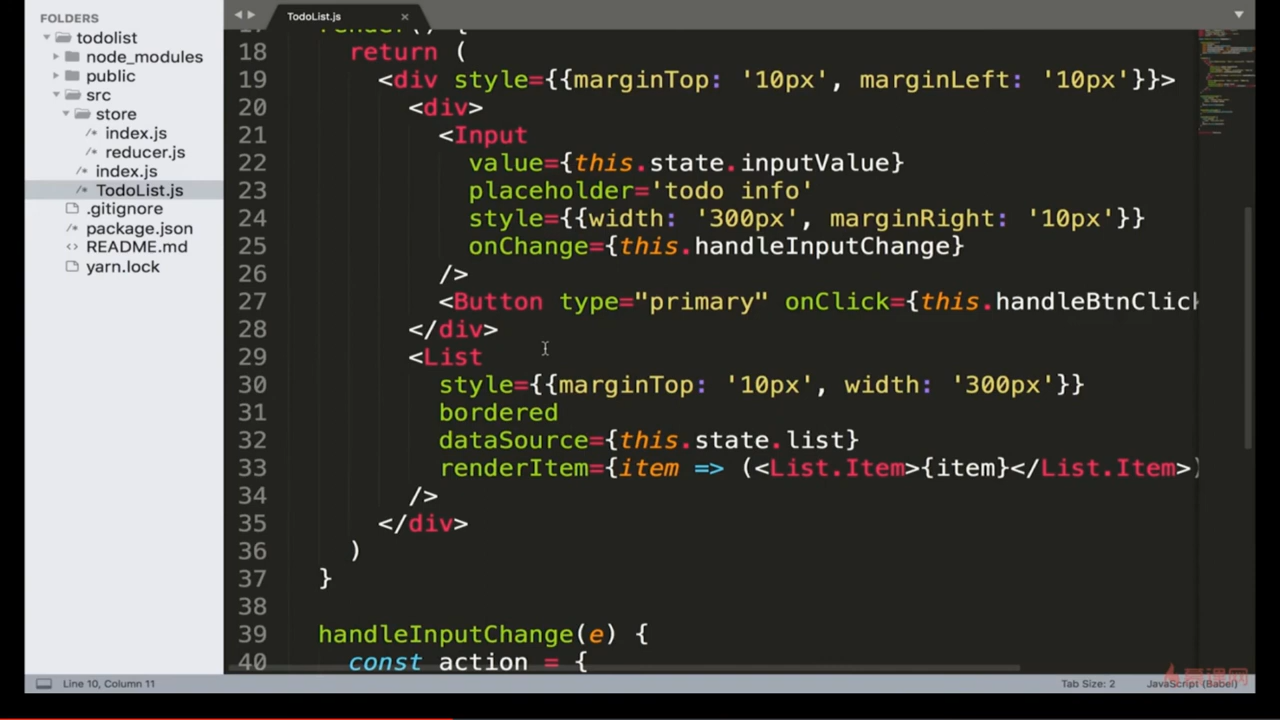 FOLDERS
todolist
node_modules
public
src
store
index.js
reducer.js
index.js
TodoList.js
.gitignore
package.json
README.md
yarn.lock
TodoList.js
18 return (
19 <div style={{marginTop: '10px', marginLeft: '10px'}}>
20 <div>
21 <Input
22 value={this.state.inputValue}
23 placeholder='todo info'
24 style={{width: '300px', marginRight: '10px'}}
25 onChange={this.handleInputChange}
26 />
27 <Button type="primary" onClick={this.handleBtnClick
28 </div>
29 <List
30 style={{marginTop: '10px', width: '300px'}}
31 bordered
32 dataSource={this.state.list}
33 renderItem={item => (<List.Item>{item}</List.Item>)
34 />
35 </div>
36 )
37 }
38
39 handleInputChange(e) {
40 const action = {
Line 10, Column 11
Tab Size: 2
JavaScript (Babel)
慕课网